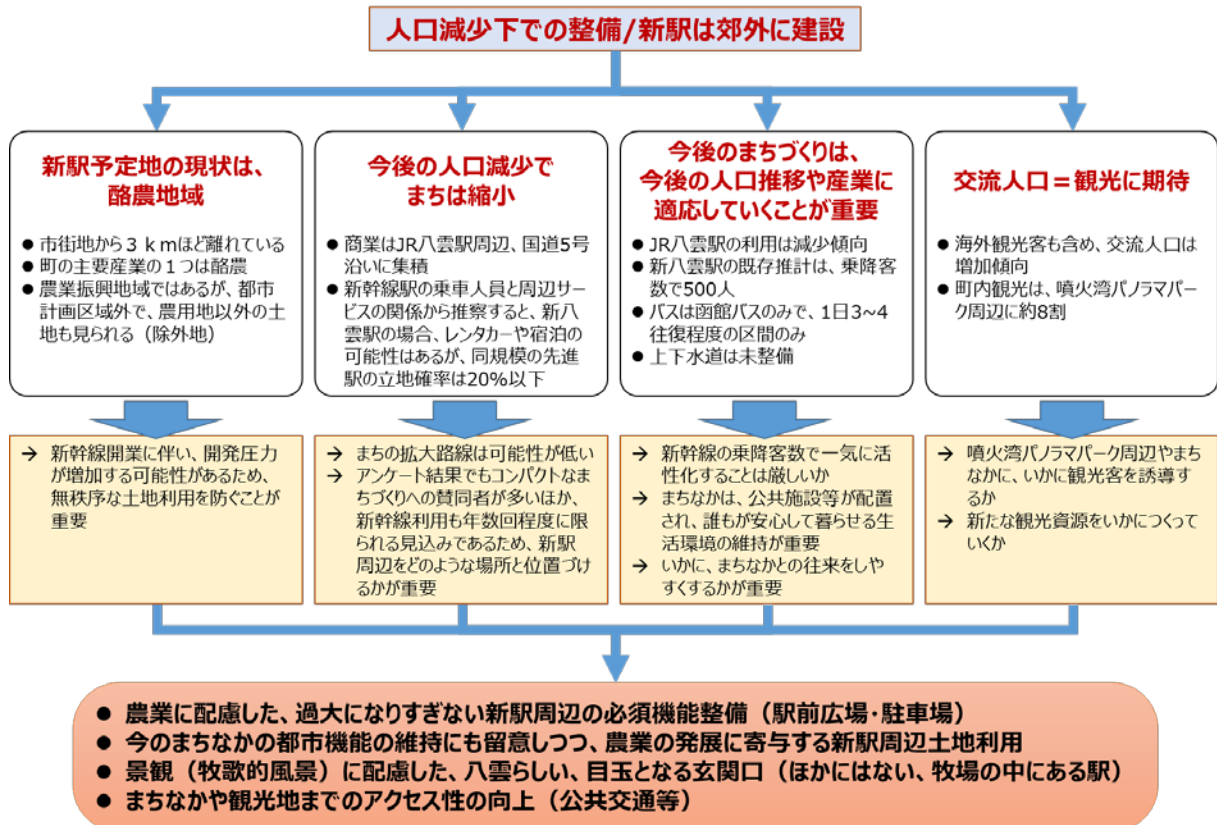 人口減少下での整備/新駅は郊外に建設
新駅予定地の現状は、
酪農地域
● 市街地から３ｋｍほど離れている
● 町の主要産業の１つは酪農
● 農業振興地域ではあるが、都市
計画区域外で、農用地以外の土
地も見られる（除外地）
→ 新幹線開業に伴い、開発圧力
が増加する可能性があるため、
無秩序な土地利用を防ぐことが
重要
今後の人口減少で
まちは縮小
● 商業はJR八雲駅周辺、国道5号
沿いに集積
● 新幹線駅の乗車人員と周辺サー
ビスの関係から推察すると、新八
雲駅の場合、レンタカーや宿泊の
可能性はあるが、同規模の先進
駅の立地確率は20%以下
→ まちの拡大路線は可能性が低い
→ アンケート結果でもコンパクトなま
ちづくりへの賛同者が多いほか、
新幹線利用も年数回程度に限
られる見込みであるため、新駅
周辺をどのような場所と位置づけ
るかが重要
今後のまちづくりは、
今後の人口推移や産業に
適応していくことが重要
● JR八雲駅の利用は減少傾向
● 新八雲駅の既存推計は、乗降客
数で500人
● バスは函館バスのみで、1日3~4
往復程度の区間のみ
● 上下水道は未整備
→ 新幹線の乗降客数で一気に活
性化することは厳しいか
→ まちなかは、公共施設等が配置
され、誰もが安心して暮らせる生
活環境の維持が重要
→ いかに、まちなかとの往来をしや
すくするかが重要
交流人口＝観光に期待
● 海外観光客も含め、交流人口は
増加傾向
● 町内観光は、噴火湾パノラマパー
ク周辺に約8割
→ 噴火湾パノラマパーク周辺やまち
なかに、いかに観光客を誘導す
るか
→ 新たな観光資源をいかにつくって
いくか
● 農業に配慮した、過大になりすぎない新駅周辺の必須機能整備（駅前広場・駐車場）
● 今のまちなかの都市機能の維持にも留意しつつ、農業の発展に寄与する新駅周辺土地利用
● 景観（牧歌的風景）に配慮した、八雲らしい、目玉となる玄関口（ほかにはない、牧場の中にある駅）
● まちなかや観光地までのアクセス性の向上（公共交通等）